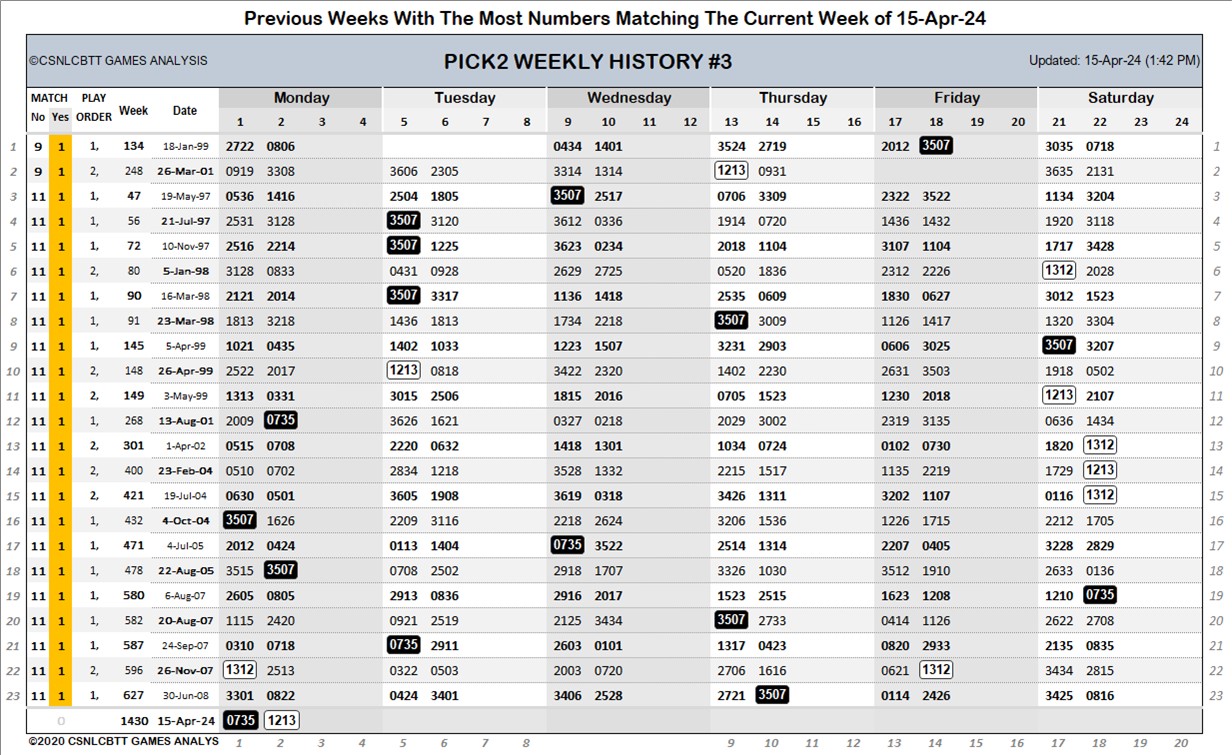 Previous Weeks With The Most Numbers Matching The Current Week of 15-Apr-24
©CSNLCBTT GAMES ANALYSIS PICK2 WEEKLY HISTORY #3 Updated: 15-Apr-24 (1:42 PM)
MATCH PLAY Week Date Monday Tuesday Wednesday Thursday Friday Saturday
No Yes ORDER 1 2 3 4 5 6 7 8 9 10 11 12 13 14 15 16 17 18 19 20 21 22 23 24
1 9 1 1, 134 18-Jan-99 2722 0806 0434 1401 3524 2719 2012 3507 3035 0718 1
2 9 1 2, 248 26-Mar-01 0919 3308 3606 2305 3314 1314 1213 0931 3635 2131 2
3 11 1 1, 47 19-May-97 0536 1416 2504 1805 3507 2517 0706 3309 2322 3522 1134 3204 3
4 11 1 1, 56 21-Jul-97 2531 3128 3507 3120 3612 0336 1914 0720 1436 1432 1920 3118 4
5 11 1 1, 72 10-Nov-97 2516 2214 3507 1225 3623 0234 2018 1104 3107 1104 1717 3428 5
6 11 1 2, 80 5-Jan-98 3128 0833 0431 0928 2629 2725 0520 1836 2312 2226 1312 2028 6
7 11 1 1, 90 16-Mar-98 2121 2014 3507 3317 1136 1418 2535 0609 1830 0627 3012 1523 7
8 11 1 1, 91 23-Mar-98 1813 3218 1436 1813 1734 2218 3507 3009 1126 1417 1320 3304 8
9 11 1 1, 145 5-Apr-99 1021 0435 1402 1033 1223 1507 3231 2903 0606 3025 3507 3207 9
10 11 1 2, 148 26-Apr-99 2522 2017 1213 0818 3422 2320 1402 2230 2631 3503 1918 0502 10
11 11 1 2, 149 3-May-99 1313 0331 3015 2506 1815 2016 0705 1523 1230 2018 1213 2107 11
12 11 1 1, 268 13-Aug-01 2009 0735 3626 1621 0327 0218 2029 3002 2319 3135 0636 1434 12
13 11 1 2, 301 1-Apr-02 0515 0708 2220 0632 1418 1301 1034 0724 0102 0730 1820 1312 13
14 11 1 2, 400 23-Feb-04 0510 0702 2834 1218 3528 1332 2215 1517 1135 2219 1729 1213 14
15 11 1 2, 421 19-Jul-04 0630 0501 3605 1908 3619 0318 3426 1311 3202 1107 0116 1312 15
16 11 1 1, 432 4-Oct-04 3507 1626 2209 3116 2218 2624 3206 1536 1226 1715 2212 1705 16
17 11 1 1, 471 4-Jul-05 2012 0424 0113 1404 0735 3522 2514 1314 2207 0405 3228 2829 17
18 11 1 1, 478 22-Aug-05 3515 3507 0708 2502 2918 1707 3326 1030 3512 1910 2633 0136 18
19 11 1 1, 580 6-Aug-07 2605 0805 2913 0836 2916 2017 1523 2515 1623 1208 1210 0735 19
20 11 1 1, 582 20-Aug-07 1115 2420 0921 2519 2125 3434 3507 2733 0414 1126 2622 2708 20
21 11 1 1, 587 24-Sep-07 0310 0718 0735 2911 2603 0101 1317 0423 0820 2933 2135 0835 21
22 11 1 2, 596 26-Nov-07 1312 2513 0322 0503 2003 0720 2706 1616 0621 1312 3434 2815 22
23 11 1 1, 627 30-Jun-08 3301 0822 0424 3401 3406 2528 2721 3507 0114 2426 3425 0816 23
0 1430 15-Apr-24 0735 1213
©2020 CSNLCBTT GAMES ANALYS 1 2 3 4 5 6 7 8 9 10 11 12 13 14 15 16 17 18 19 20